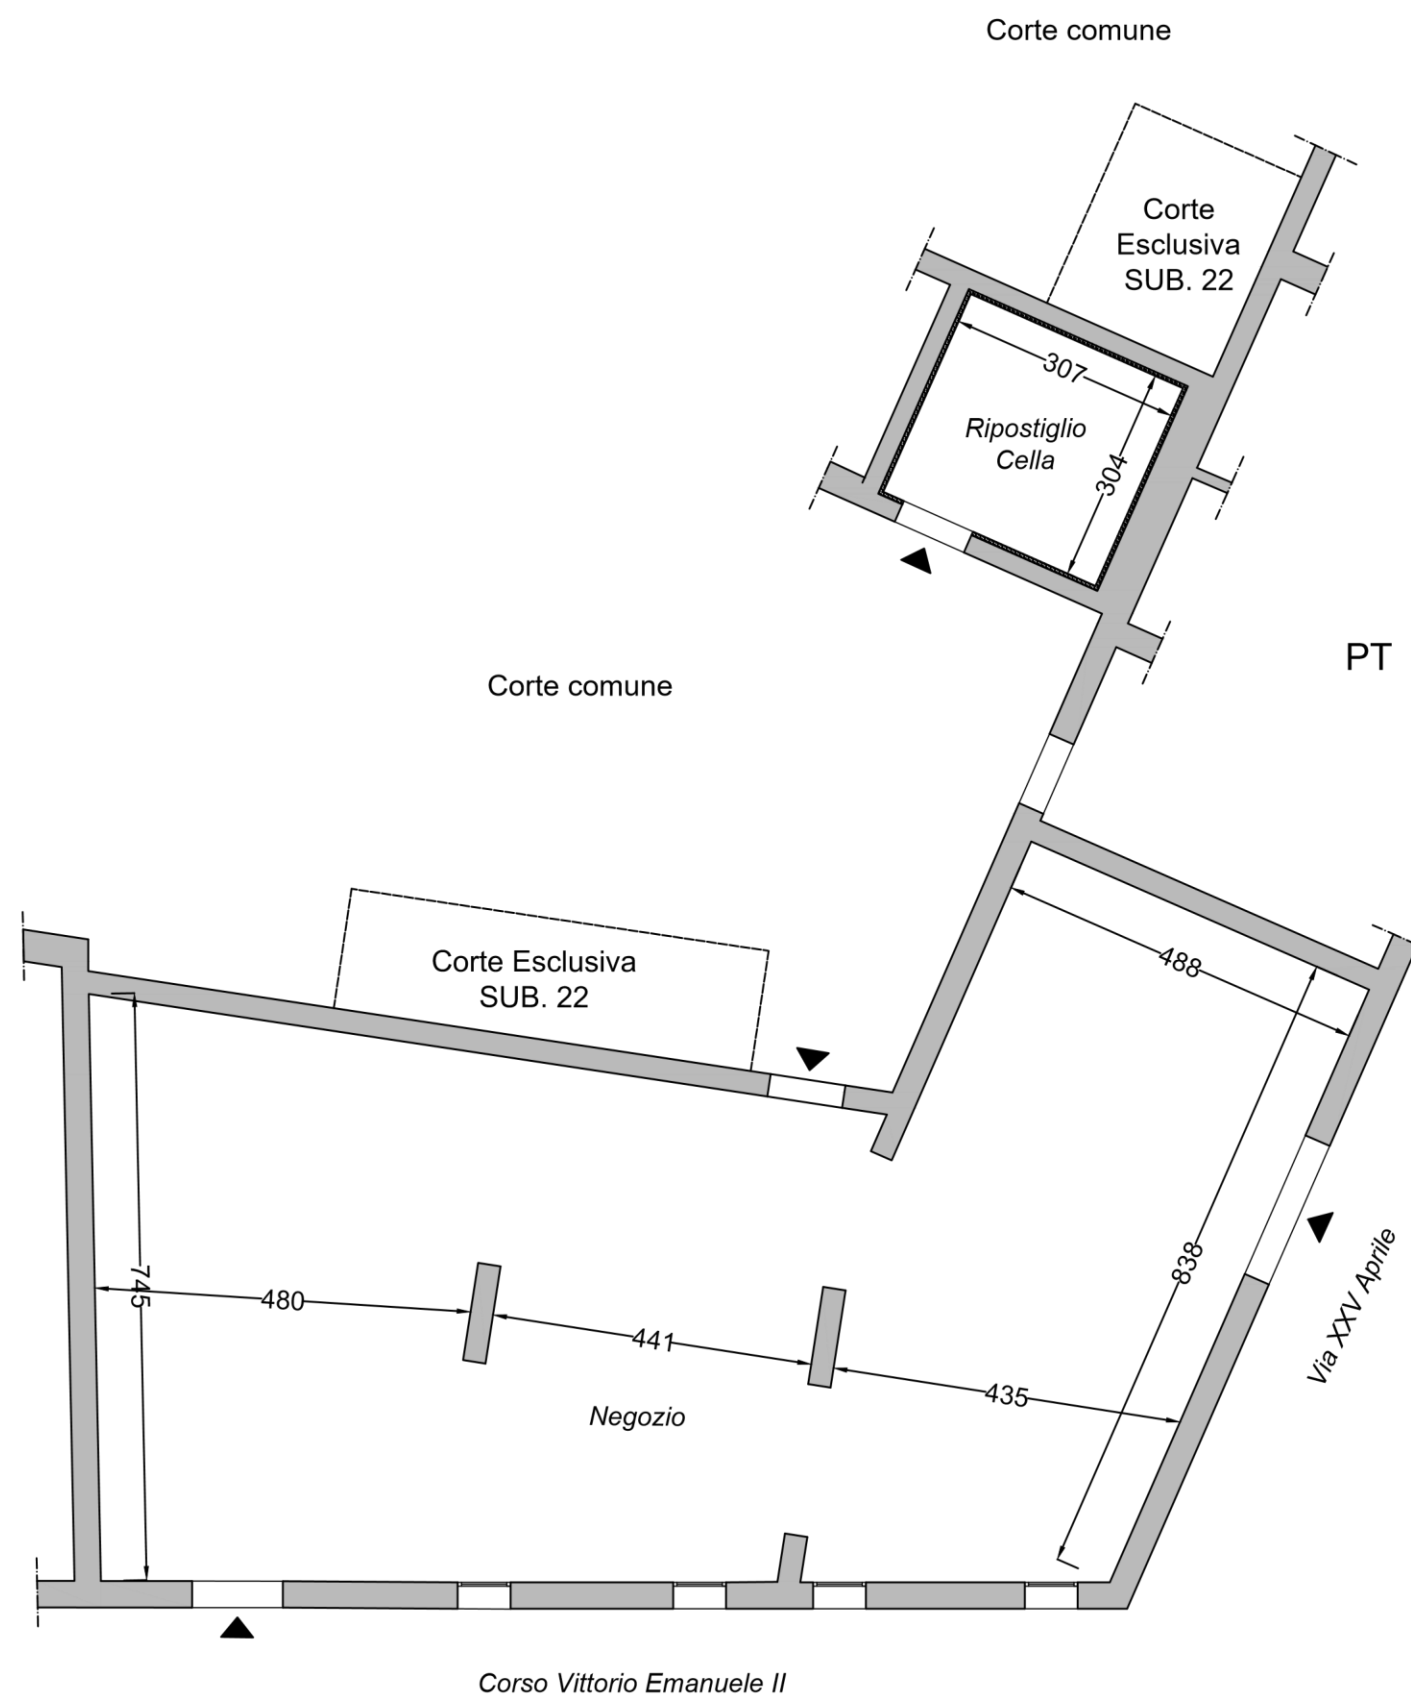 Corte comune
Corte
Esclusiva
SUB. 22
307
Ripostiglio
Cella
304
PT
Corte comune
Corte Esclusiva
SUB. 22
488
745
480
441
435
838
Via XXV Aprile
Negozio
Corso Vittorio Emanuele II